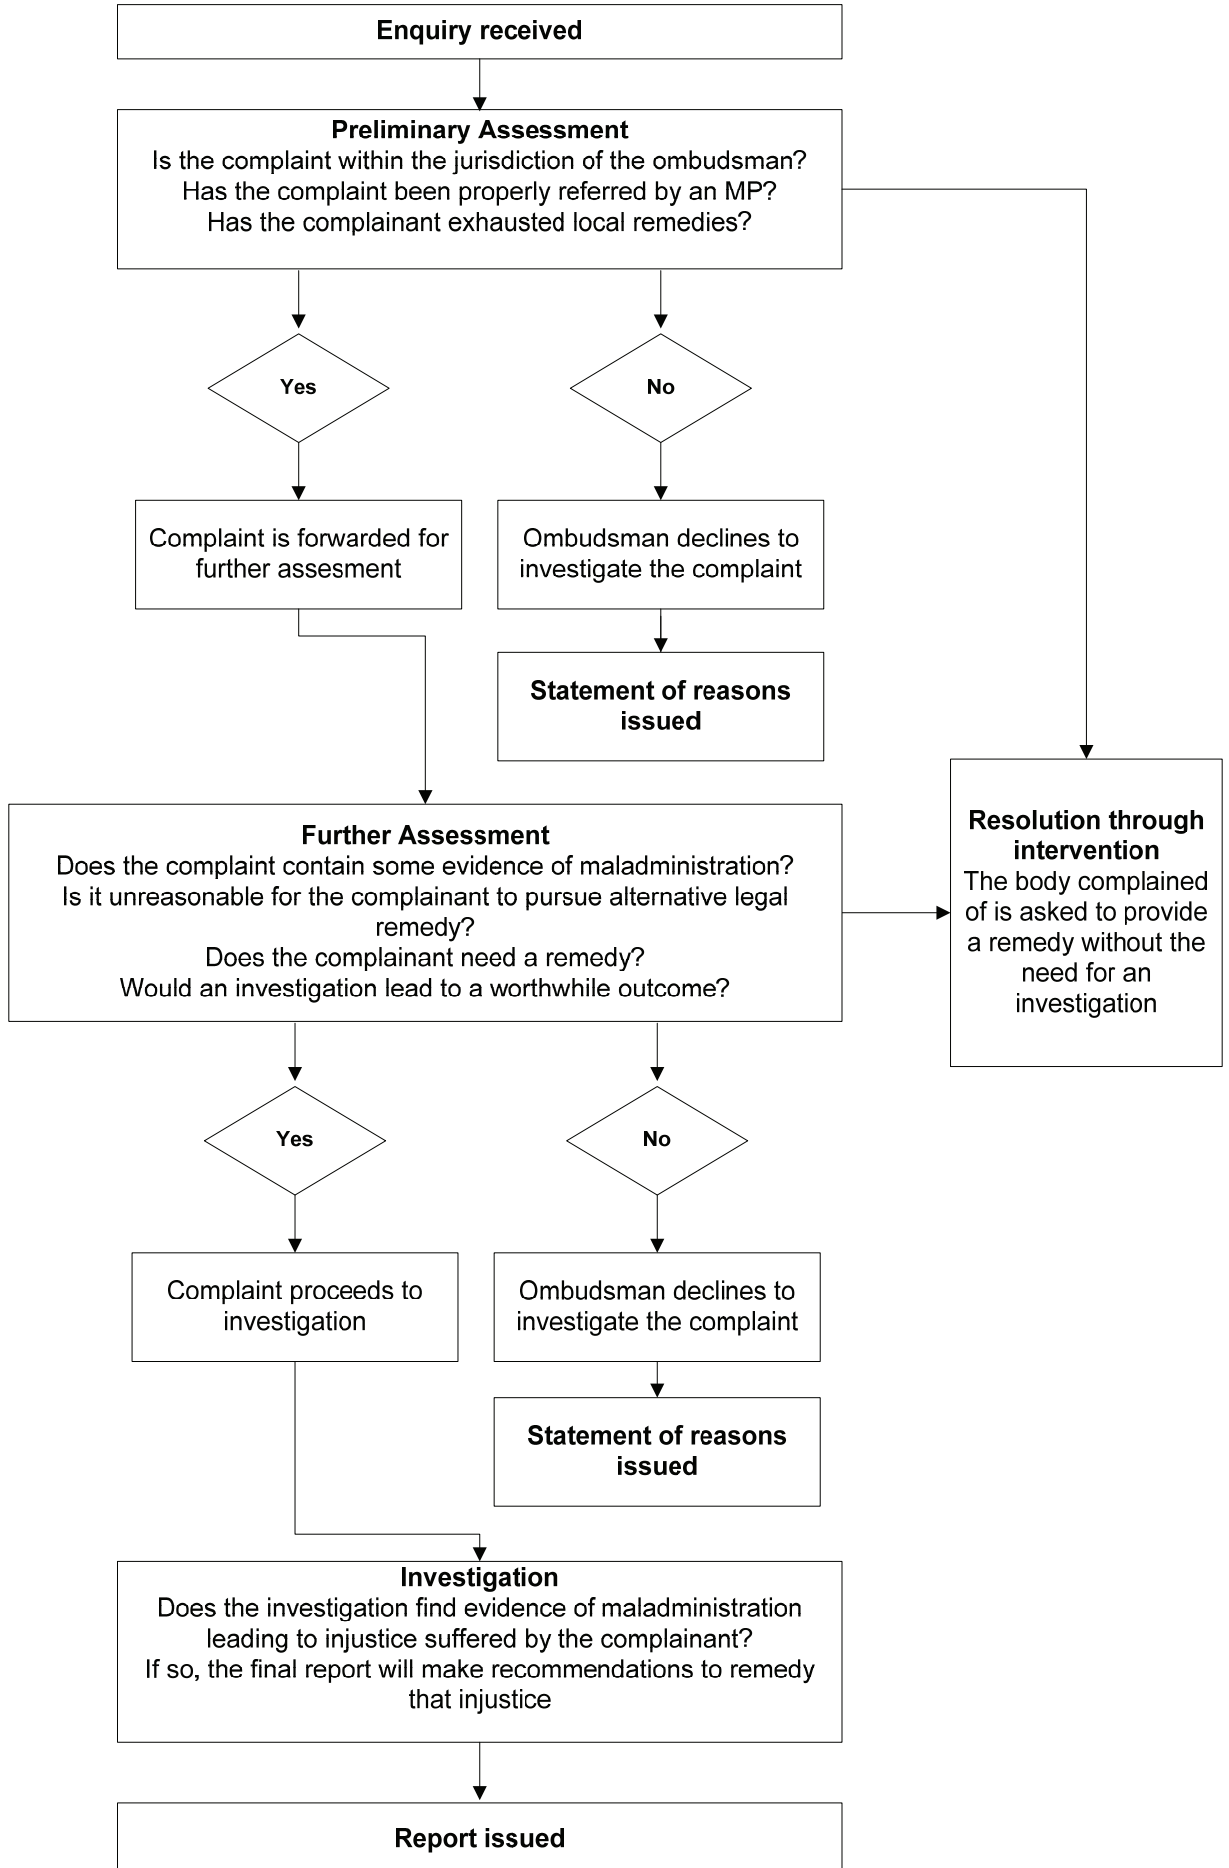 Enquiry received
Preliminary Assessment
Is the complaint within the jurisdiction of the ombudsman?
Has the complaint been properly referred by an MP?
Has the complainant exhausted local remedies?
Yes
No
Complaint is forwarded for
further assesment
Ombudsman declines to
investigate the complaint
Statement of reasons
issued
Further Assessment
Does the complaint contain some evidence of maladministration?
Is it unreasonable for the complainant to pursue alternative legal
remedy?
Does the complainant need a remedy?
Would an investigation lead to a worthwhile outcome?
Resolution through
intervention
The body complained
of is asked to provide
a remedy without the
need for an
investigation
Yes
No
Complaint proceeds to
investigation
Ombudsman declines to
investigate the complaint
Statement of reasons
issued
Investigation
Does the investigation find evidence of maladministration
leading to injustice suffered by the complainant?
If so, the final report will make recommendations to remedy
that injustice
Report issued